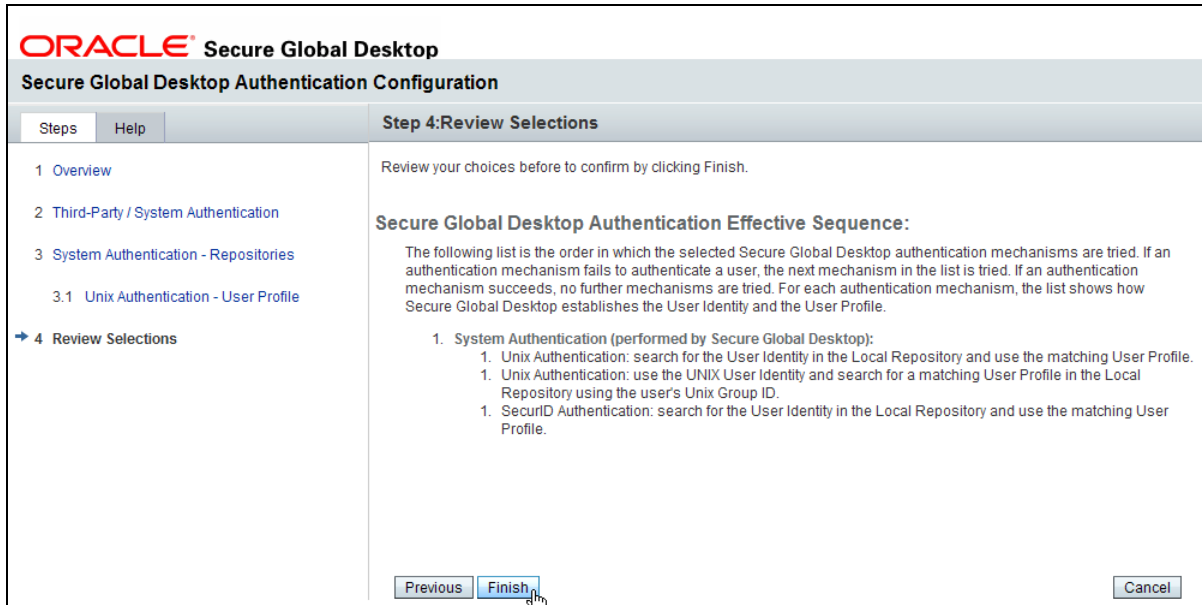 ORACLE® Secure Global Desktop
Secure Global Desktop Authentication Configuration
Steps Help
1 Overview
2 Third-Party / System Authentication
3 System Authentication - Repositories
3.1 Unix Authentication - User Profile
4 Review Selections
Step 4:Review Selections
Review your choices before to confirm by clicking Finish.
Secure Global Desktop Authentication Effective Sequence:
The following list is the order in which the selected Secure Global Desktop authentication mechanisms are tried. If an
authentication mechanism fails to authenticate a user, the next mechanism in the list is tried. If an authentication
mechanism succeeds, no further mechanisms are tried. For each authentication mechanism, the list shows how
Secure Global Desktop establishes the User Identity and the User Profile.
1. System Authentication (performed by Secure Global Desktop):
1. Unix Authentication: search for the User Identity in the Local Repository and use the matching User Profile.
1. Unix Authentication: use the UNIX User Identity and search for a matching User Profile in the Local
Repository using the user's Unix Group ID.
1. SecurID Authentication: search for the User Identity in the Local Repository and use the matching User
Profile.
Previous Finish Cancel